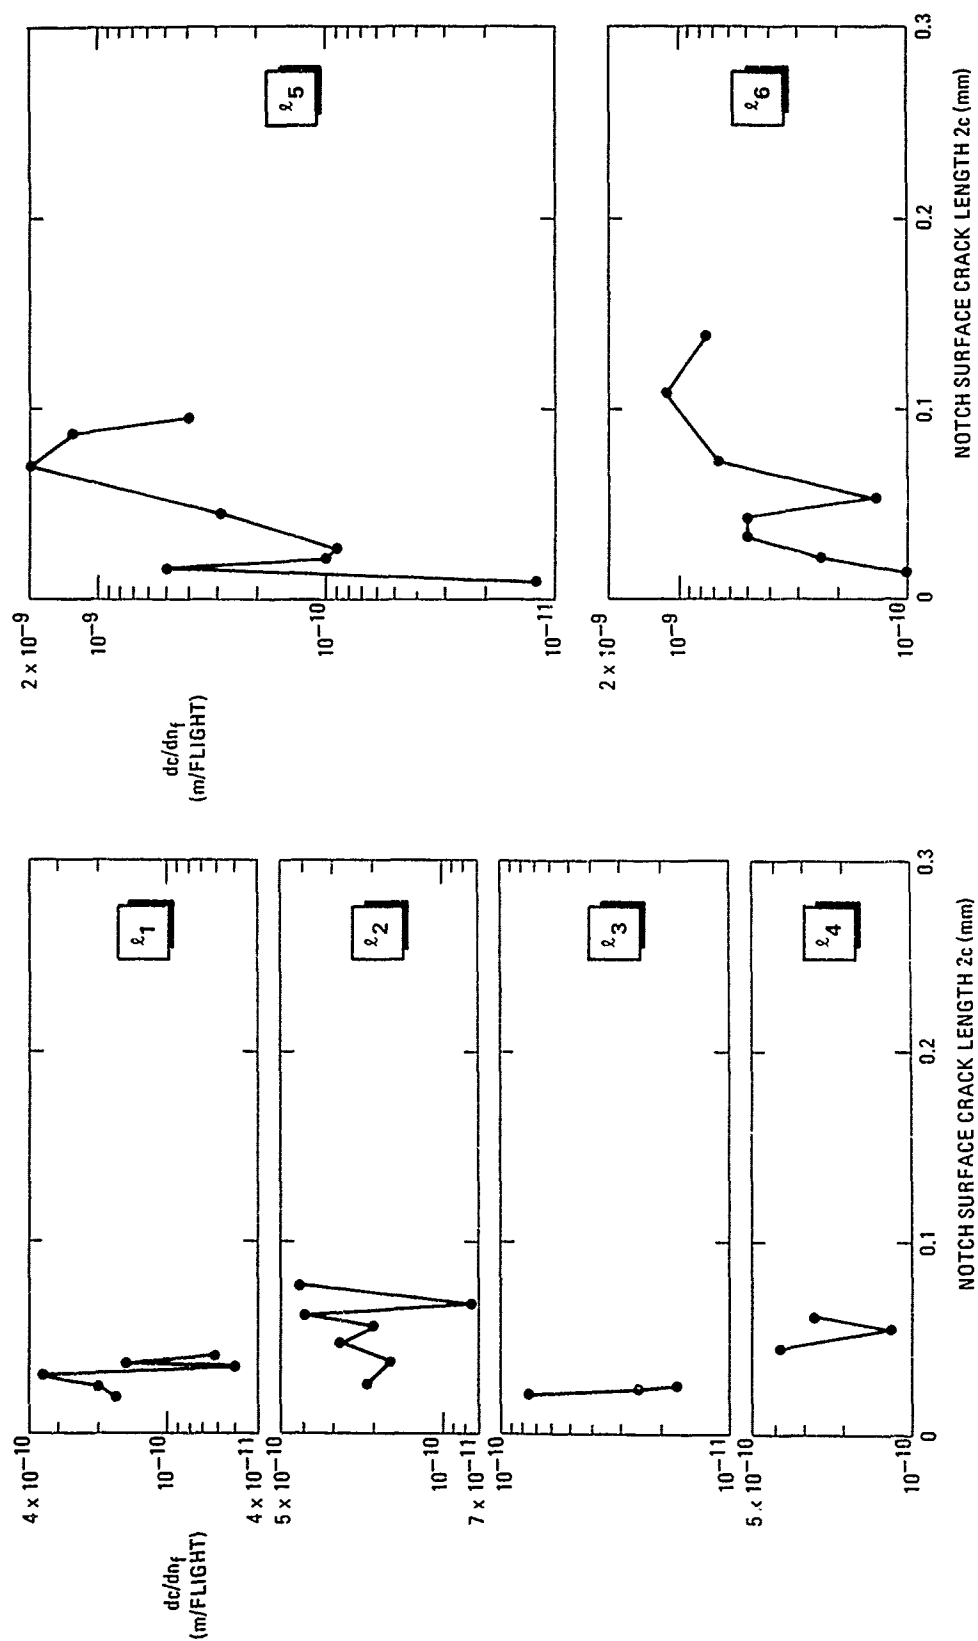 dc/dn_f
(m/FLIGHT)
4 x 10⁻¹⁰
10⁻¹⁰
4 x 10⁻¹¹
ℓ1
5 x 10⁻¹⁰
10⁻¹⁰
7 x 10⁻¹¹
ℓ2
10⁻¹⁰
10⁻¹¹
ℓ3
5 x 10⁻¹⁰
10⁻¹⁰
ℓ4
0 0.1 0.2 0.3
NOTCH SURFACE CRACK LENGTH 2c (mm)
dc/dn_f
(m/FLIGHT)
2 x 10⁻⁹
10⁻⁹
10⁻¹⁰
10⁻¹¹
ℓ5
2 x 10⁻⁹
10⁻⁹
10⁻¹⁰
ℓ6
0 0.1 0.2 0.3
NOTCH SURFACE CRACK LENGTH 2c (mm)